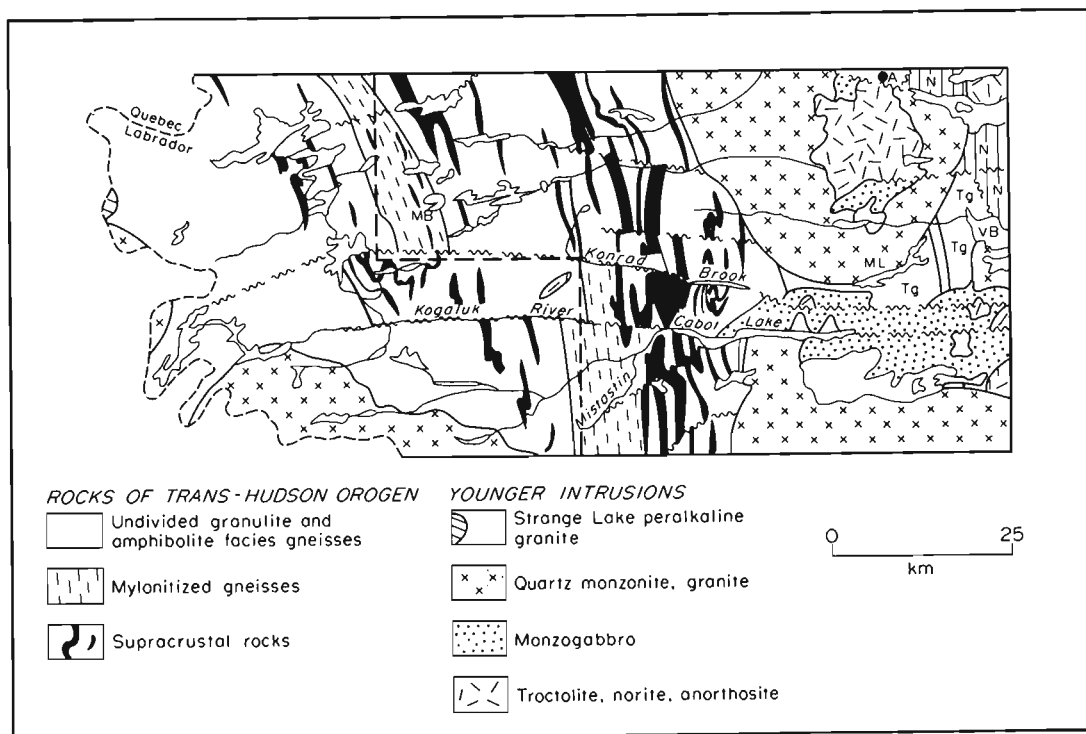 A
N
Quebec
Labrador
N
N
MB
Tg
VB
Tg
ML
Konrad
Brook
Tg
Kogaluk
River
Cabot
Lake
Mistastin
ROCKS OF TRANS-HUDSON OROGEN
Undivided granulite and
amphibolite facies gneisses
Mylonitized gneisses
Supracrustal rocks
YOUNGER INTRUSIONS
Strange Lake peralkaline
granite
Quartz monzonite, granite
Monzogabbro
Troctolite, norite, anorthosite
0 25
km